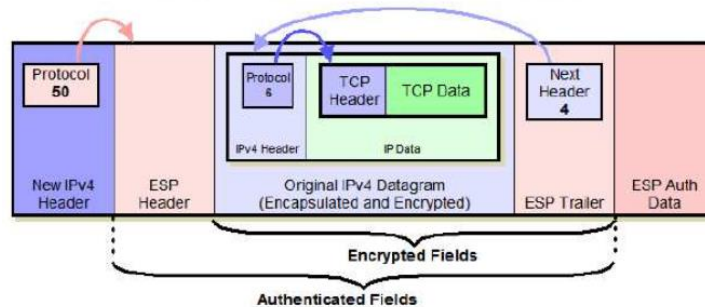 Protocol
50
New IPv4
Header
ESP
Header
Protocol
6
IPv4 Header
TCP
Header
TCP Data
IP Data
Original IPv4 Datagram
(Encapsulated and Encrypted)
Next
Header
4
ESP Trailer
ESP Auth
Data
Encrypted Fields
Authenticated Fields